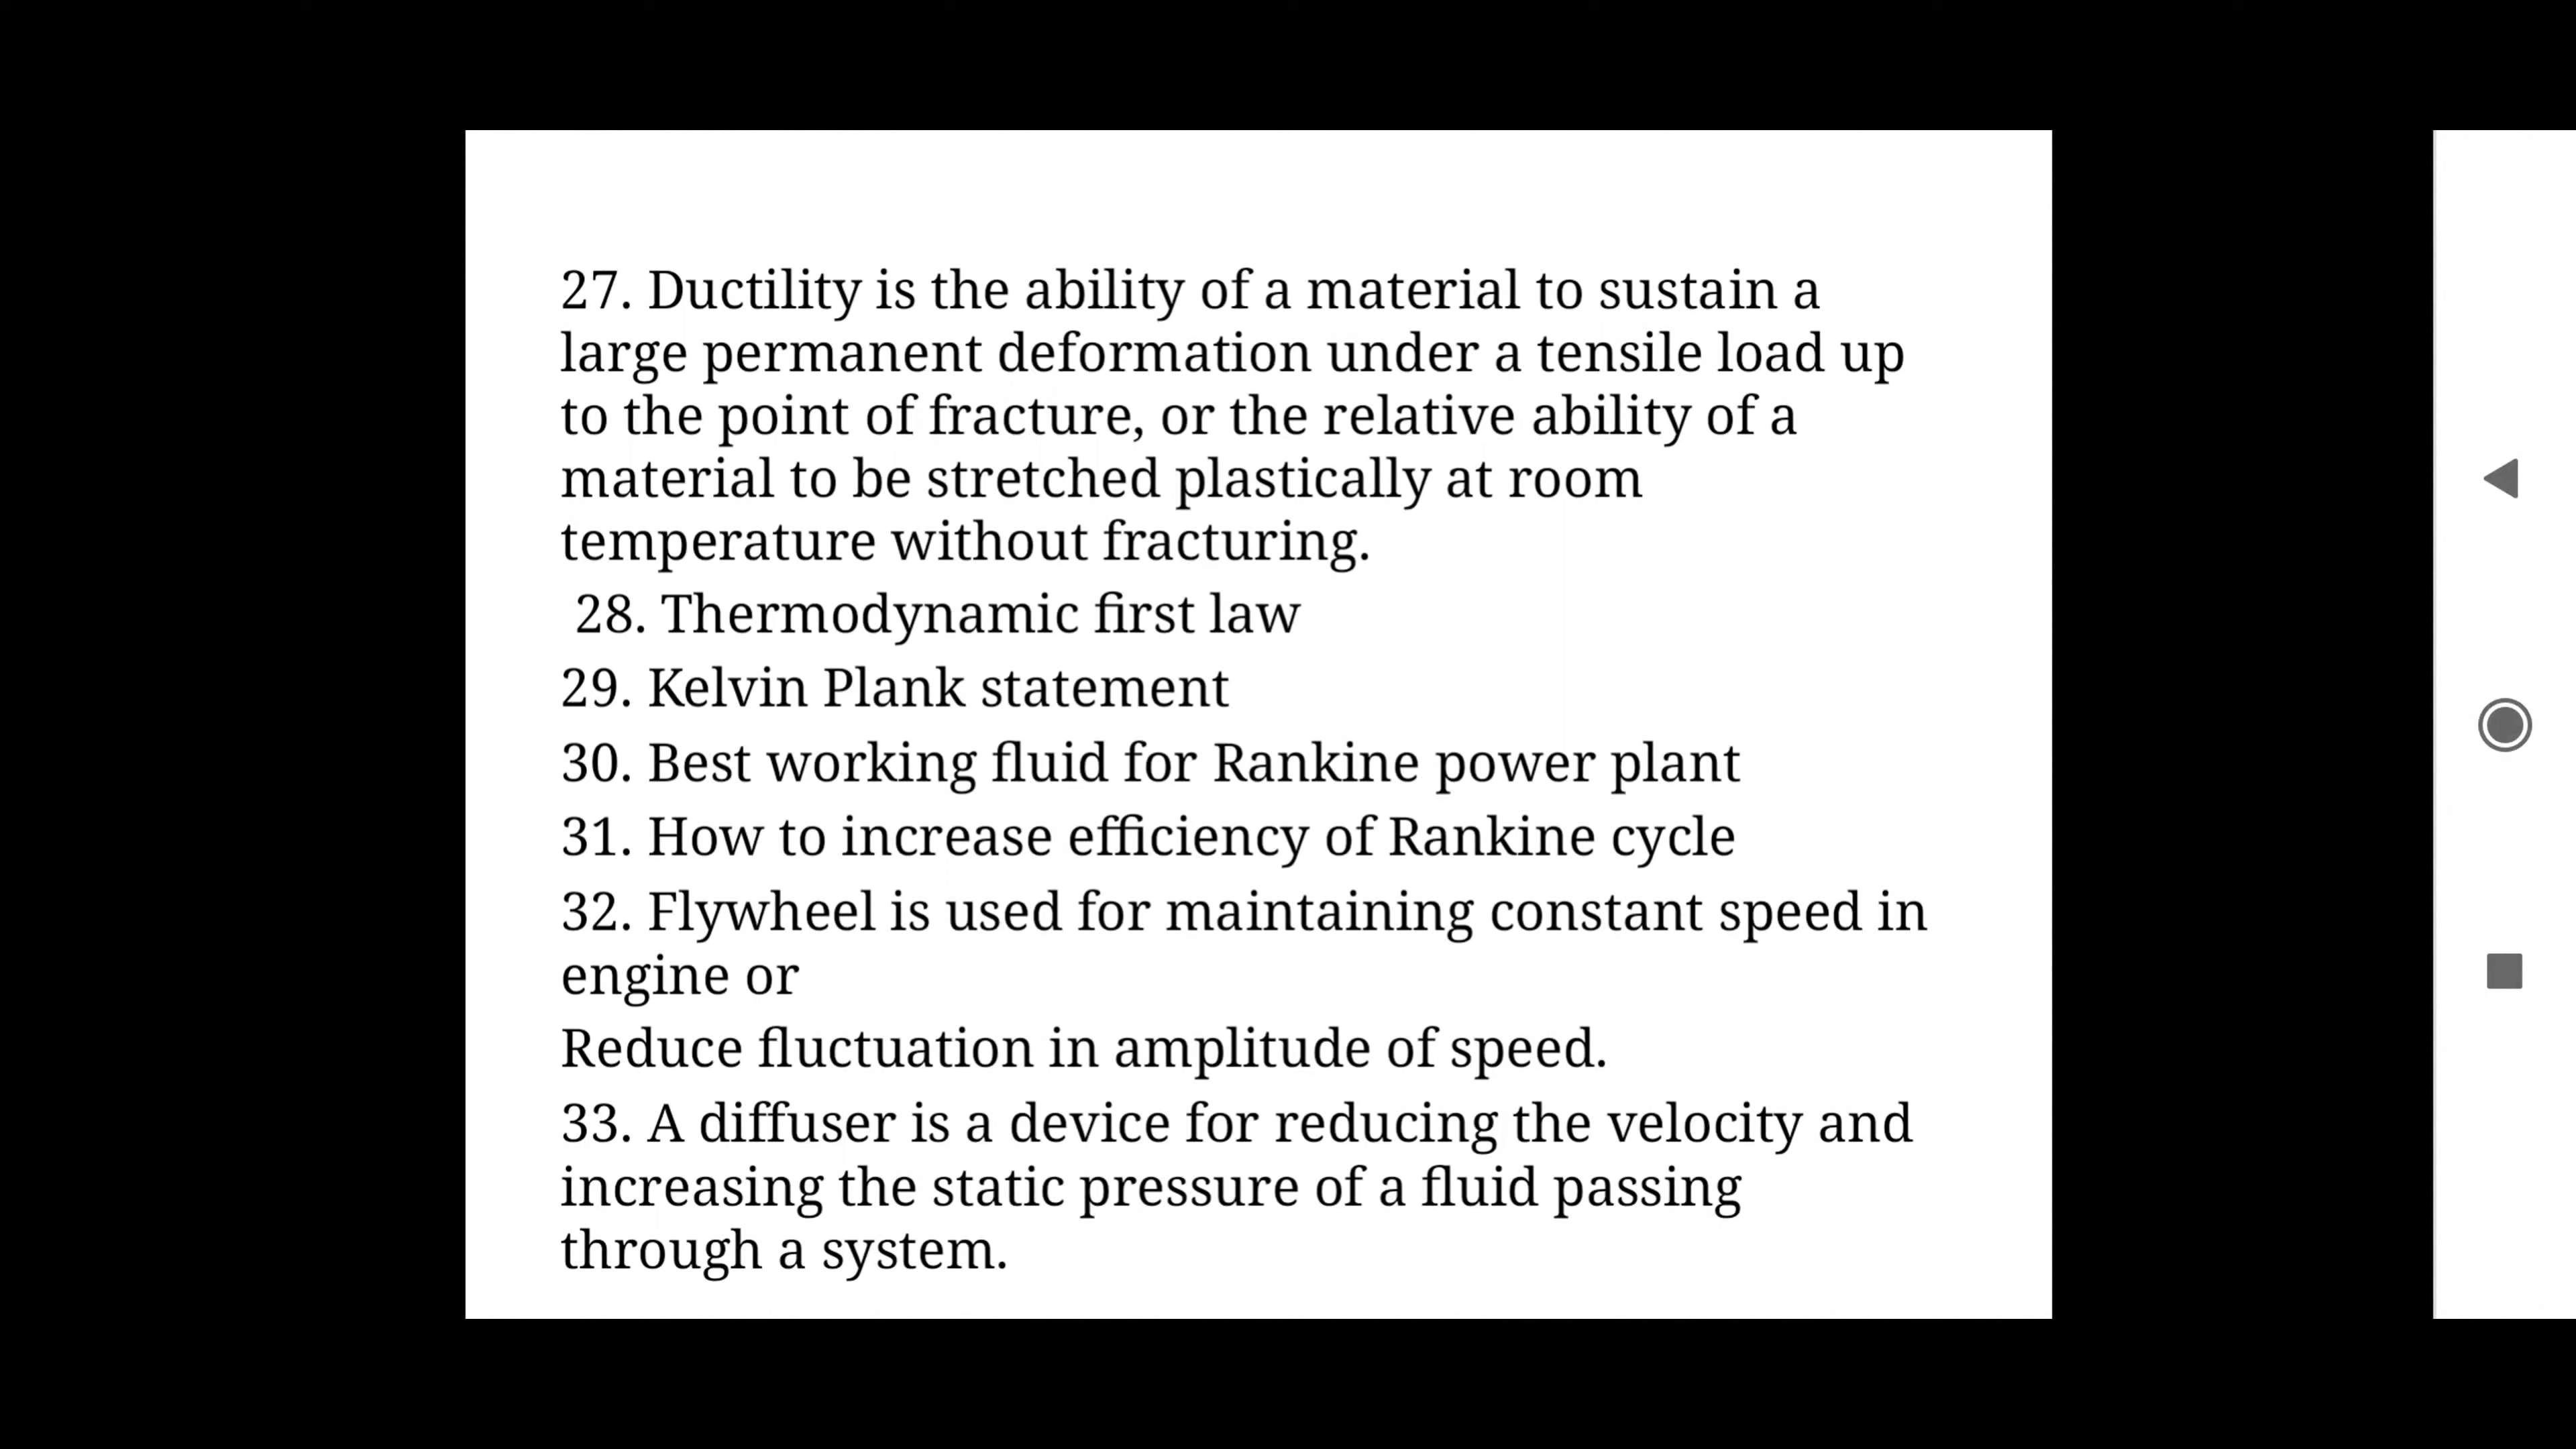 27. Ductility is the ability of a material to sustain a
large permanent deformation under a tensile load up
to the point of fracture, or the relative ability of a
material to be stretched plastically at room
temperature without fracturing.
28. Thermodynamic first law
29. Kelvin Plank statement
30. Best working fluid for Rankine power plant
31. How to increase efficiency of Rankine cycle
32. Flywheel is used for maintaining constant speed in
engine or
Reduce fluctuation in amplitude of speed.
33. A diffuser is a device for reducing the velocity and
increasing the static pressure of a fluid passing
through a system.